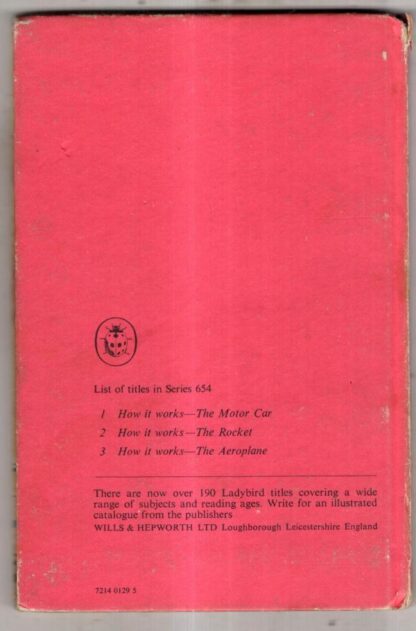 List of titles in Series 654
1 How it works—The Motor Car
2 How it works—The Rocket
3 How it works—The Aeroplane
There are now over 190 Ladybird titles covering a wide
range of subjects and reading ages. Write for an illustrated
catalogue from the publishers
WILLS & HEPWORTH LTD Loughborough Leicestershire England
7214 0129 5